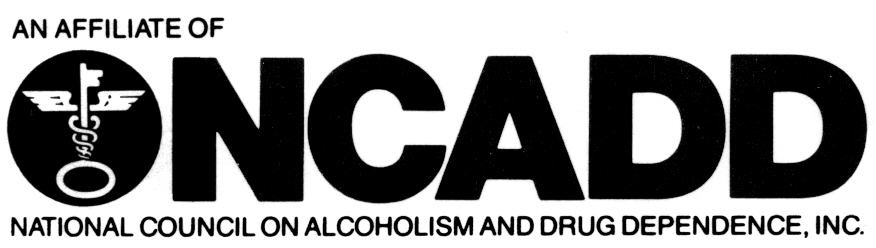 AN AFFILIATE OF
NCADD
NATIONAL COUNCIL ON ALCOHOLISM AND DRUG DEPENDENCE, INC.